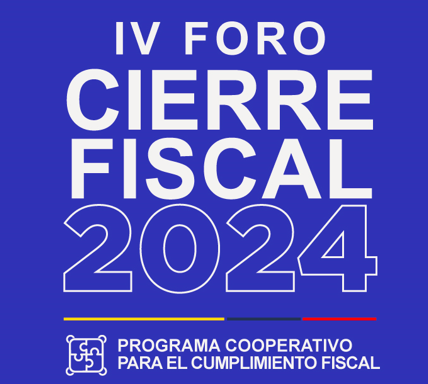 IV FORO
CIERRE
FISCAL
2024
PROGRAMA COOPERATIVO
PARA EL CUMPLIMIENTO FISCAL